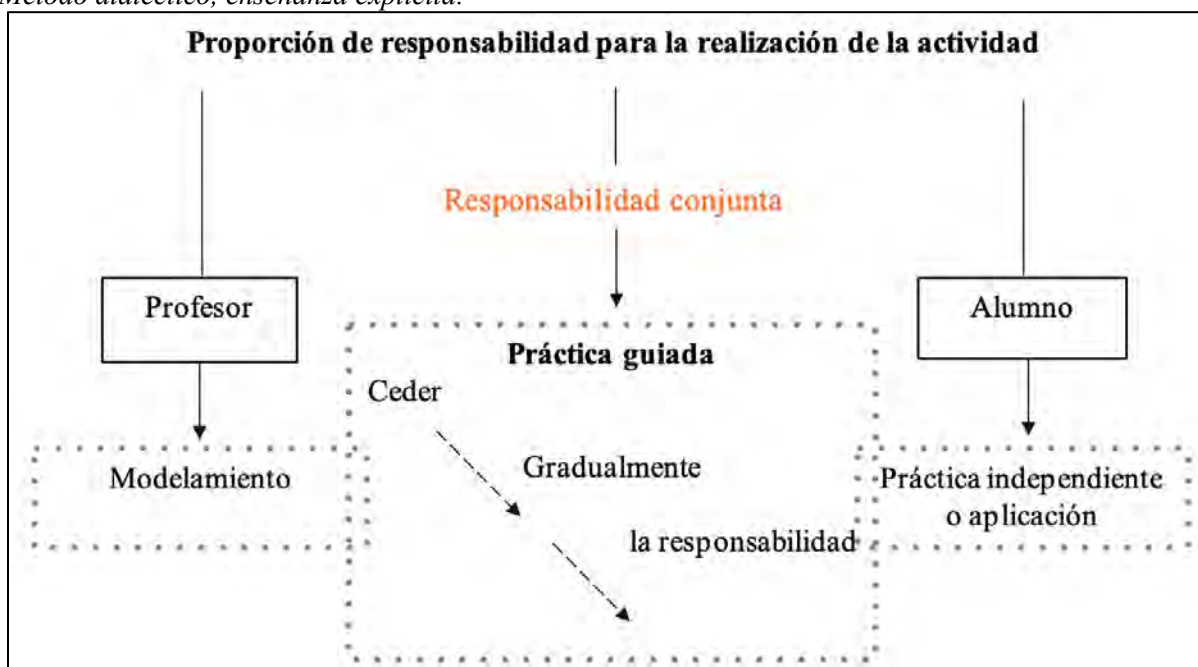 Método dialéctico, enseñanza explícita.
Proporción de responsabilidad para la realización de la actividad
Responsabilidad conjunta
Profesor
Alumno
Práctica guiada
Ceder
Gradualmente
la responsabilidad
Modelamiento
Práctica independiente
o aplicación